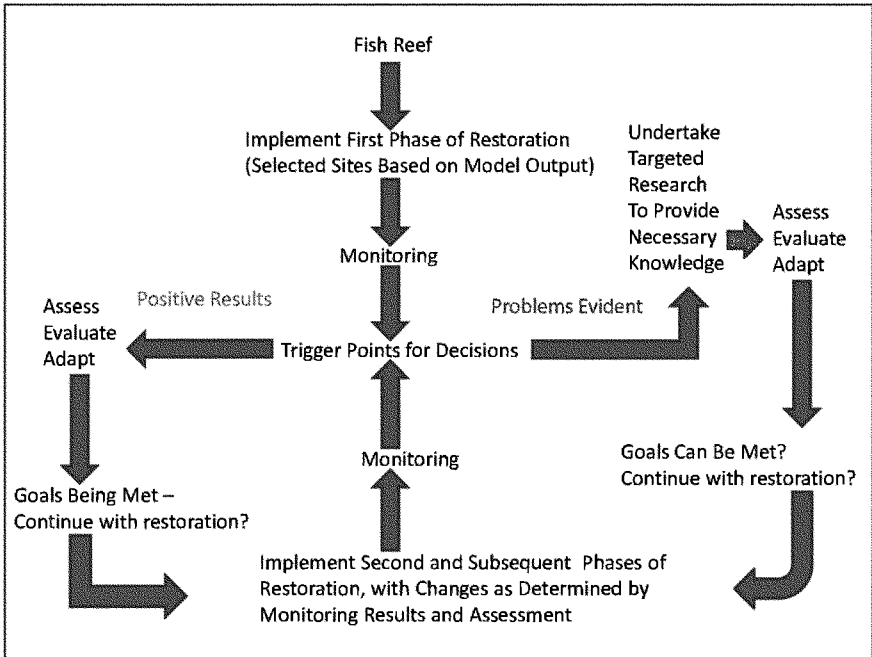 Fish Reef
Implement First Phase of Restoration
(Selected Sites Based on Model Output)
Monitoring
Undertake
Targeted
Research
To Provide
Necessary
Knowledge
Assess
Evaluate
Adapt
Positive Results
Problems Evident
Assess
Evaluate
Adapt
Trigger Points for Decisions
Monitoring
Goals Can Be Met?
Continue with restoration?
Goals Being Met –
Continue with restoration?
Implement Second and Subsequent Phases of
Restoration, with Changes as Determined by
Monitoring Results and Assessment